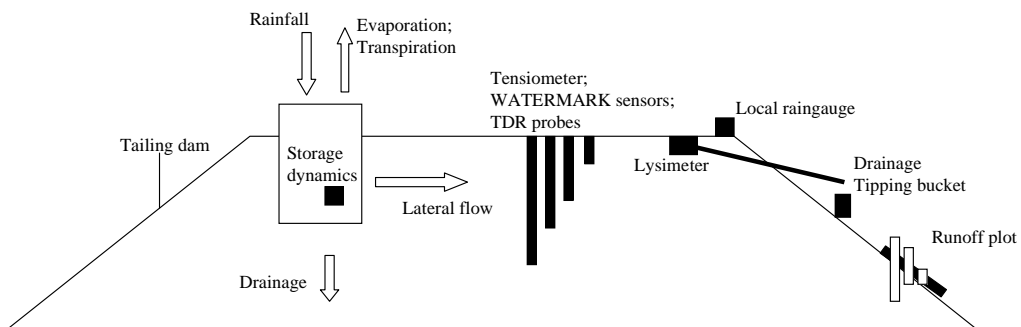 Rainfall
Evaporation;
Transpiration
Tensiometer;
WATERMARK sensors;
TDR probes
Local raingauge
Tailing dam
Storage
dynamics
Lateral flow
Lysimeter
Drainage
Tipping bucket
Runoff plot
Drainage